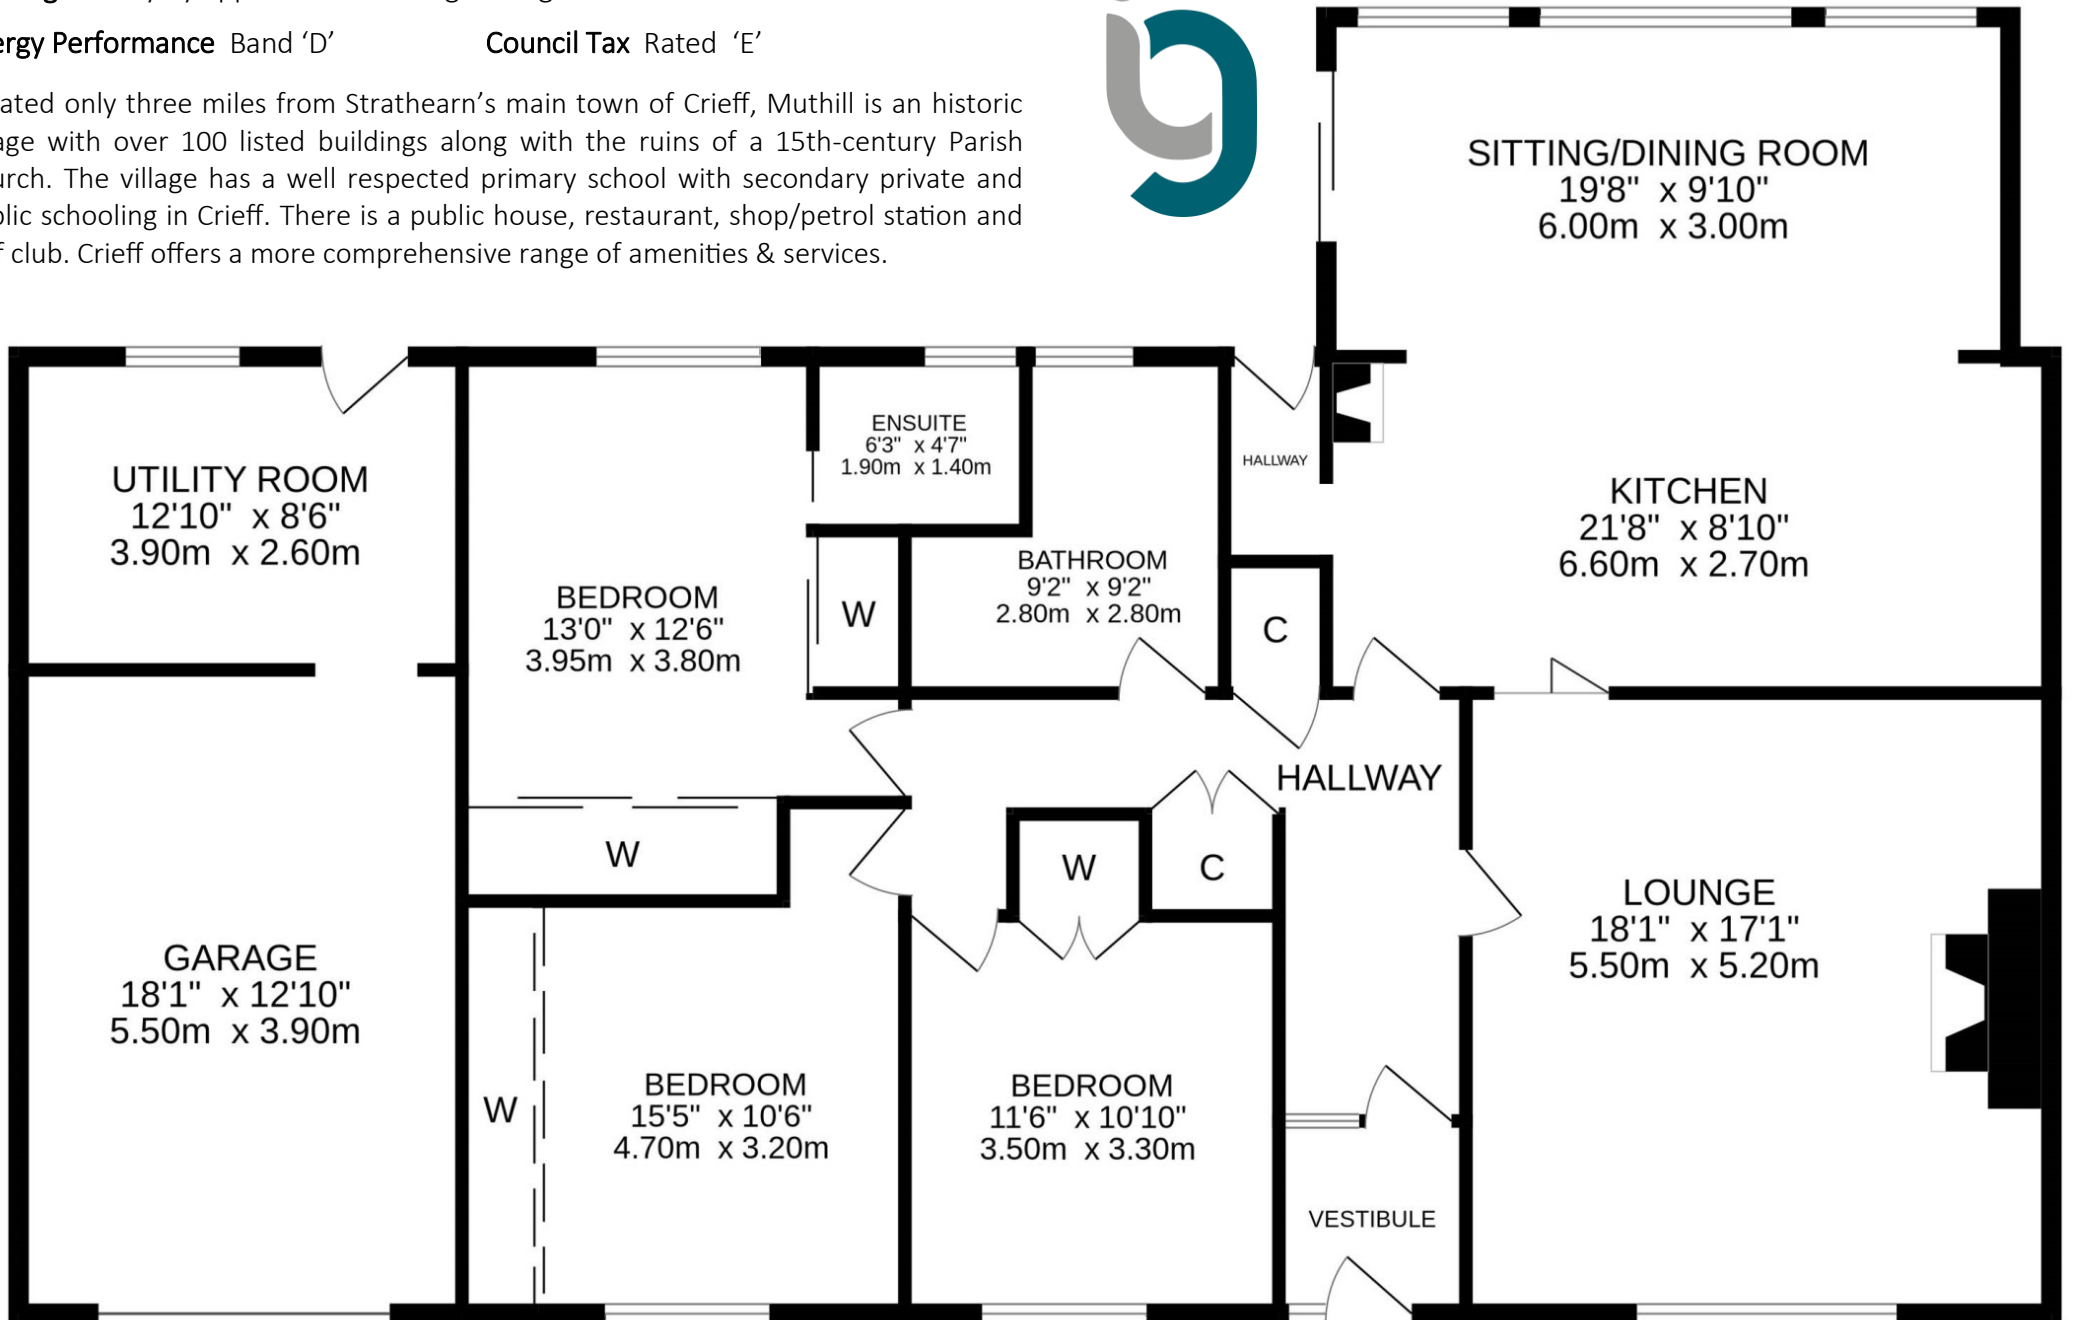 Energy Performance Band ‘D’ Council Tax Rated ‘E’
only three miles from Strathearn’s main town of Crieff, Muthill is an historic
with over 100 listed buildings along with the ruins of a 15th-century Parish
The village has a well respected primary school with secondary private and
schooling in Crieff. There is a public house, restaurant, shop/petrol station and
club. Crieff offers a more comprehensive range of amenities & services.
SITTING/DINING ROOM
19'8" x 9'10"
6.00m x 3.00m
UTILITY ROOM
12'10" x 8'6"
3.90m x 2.60m
ENSUITE
6'3" x 4'7"
1.90m x 1.40m
HALLWAY
KITCHEN
21'8" x 8'10"
6.60m x 2.70m
BEDROOM
13'0" x 12'6"
3.95m x 3.80m
W
BATHROOM
9'2" x 9'2"
2.80m x 2.80m
C
HALLWAY
W
W
C
LOUNGE
18'1" x 17'1"
5.50m x 5.20m
GARAGE
18'1" x 12'10"
5.50m x 3.90m
W
BEDROOM
15'5" x 10'6"
4.70m x 3.20m
BEDROOM
11'6" x 10'10"
3.50m x 3.30m
VESTIBULE